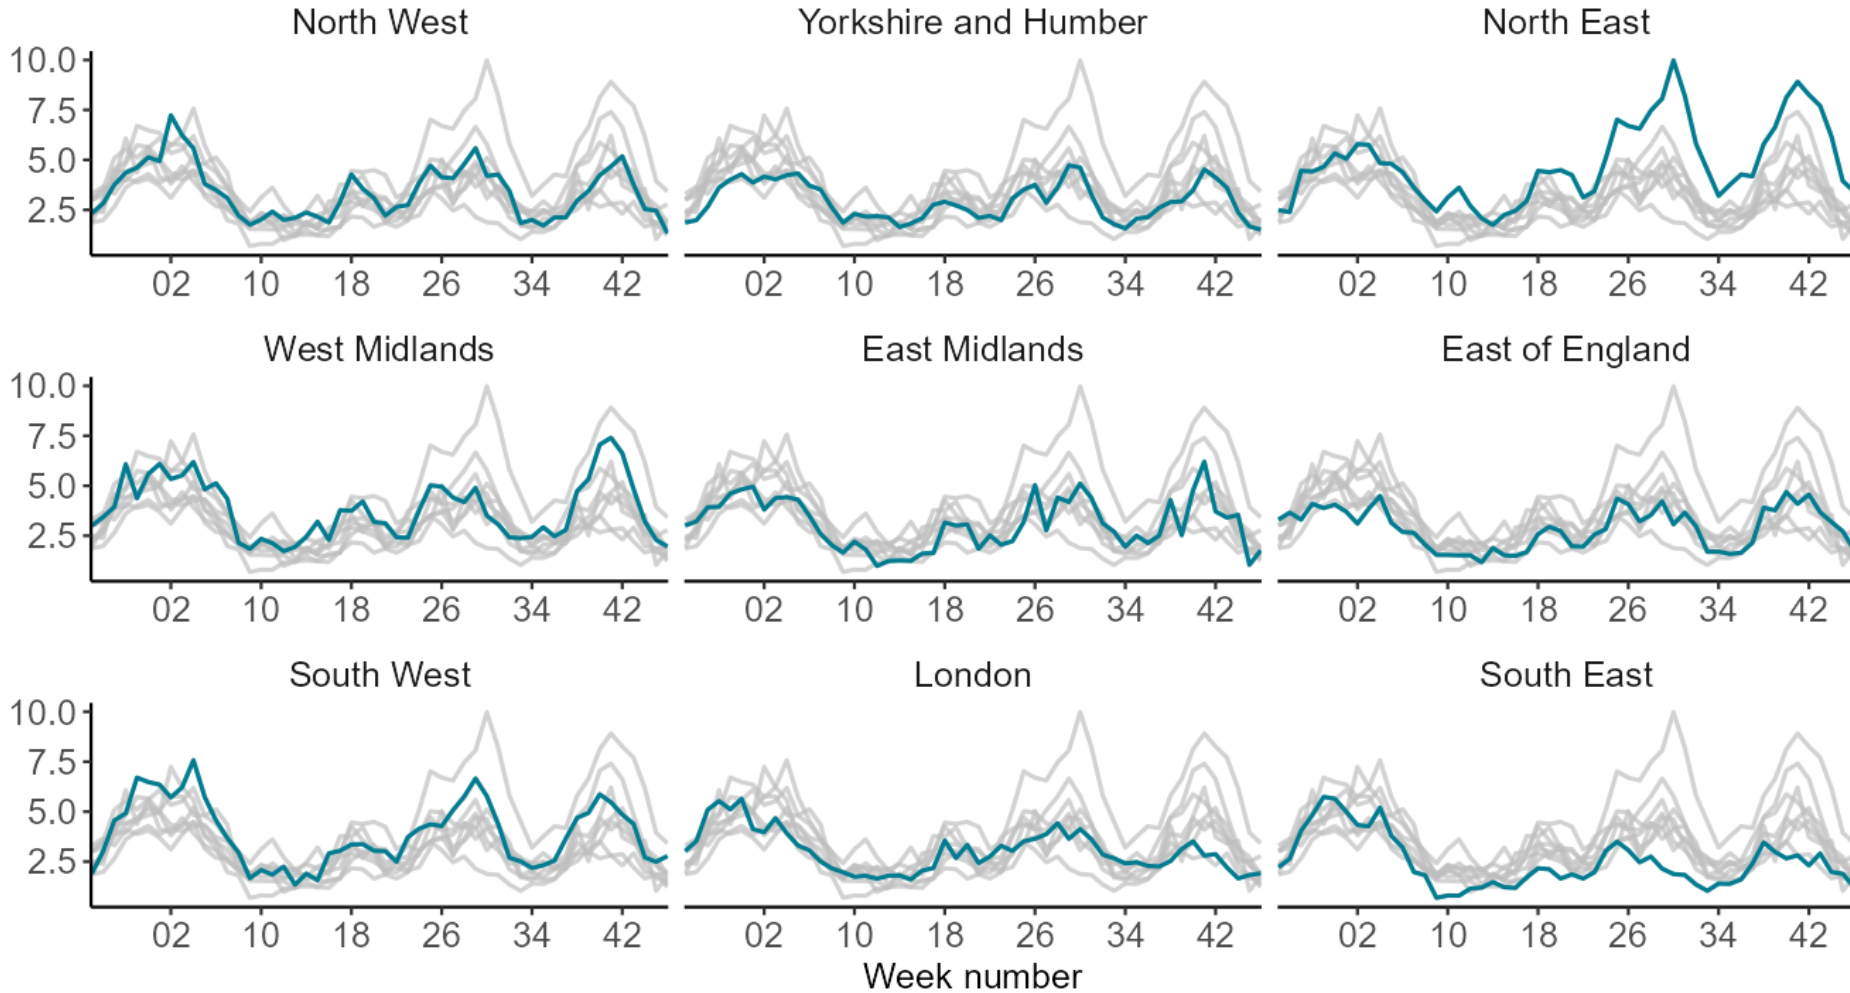 North West Yorkshire and Humber North East
10.0
7.5
5.0
2.5
02 10 18 26 34 42 02 10 18 26 34 42 02 10 18 26 34 42
West Midlands East Midlands East of England
10.0
7.5
5.0
2.5
02 10 18 26 34 42 02 10 18 26 34 42 02 10 18 26 34 42
South West London South East
10.0
7.5
5.0
2.5
02 10 18 26 34 42 02 10 18 26 34 42 02 10 18 26 34 42
Week number